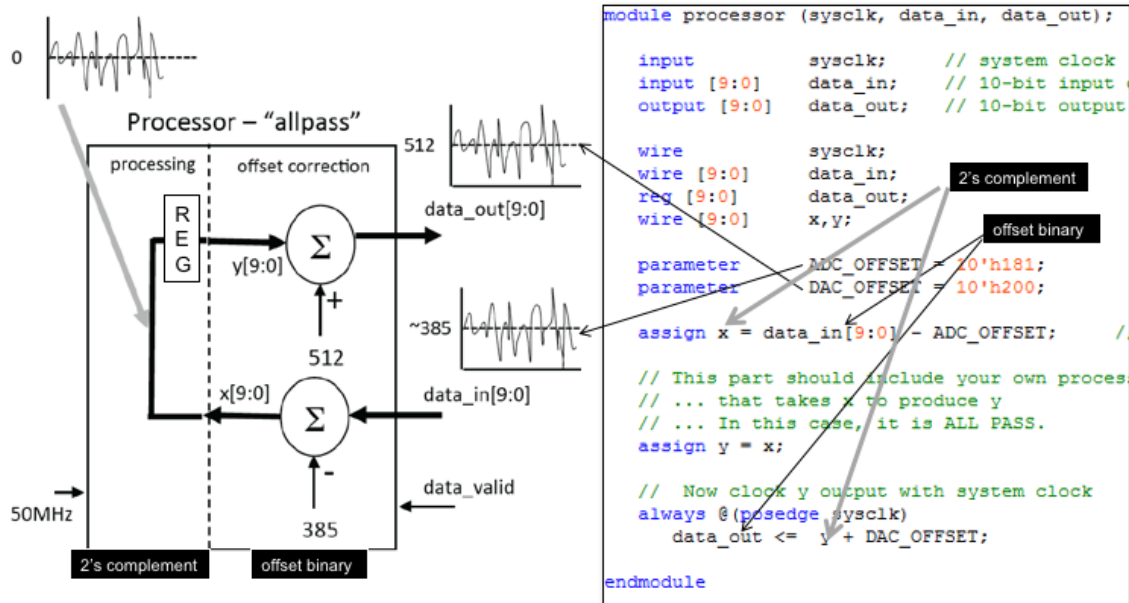 0
Processor – “allpass”
processing
offset correction
R
E
G
y[9:0]
Σ
+
512
x[9:0]
Σ
-
385
50MHz
2's complement
offset binary
512
data_out[9:0]
~385
data_in[9:0]
data_valid
module processor (sysclk, data_in, data_out);
input sysclk; // system clock
input [9:0] data_in; // 10-bit input
output [9:0] data_out; // 10-bit output
wire sysclk;
wire [9:0] data_in;
reg [9:0] data_out;
wire [9:0] x,y;
2's complement
offset binary
parameter ADC_OFFSET = 10'h181;
parameter DAC_OFFSET = 10'h200;
assign x = data_in[9:0] - ADC_OFFSET; //
// This part should include your own proces
// ... that takes x to produce y
// ... In this case, it is ALL PASS.
assign y = x;
// Now clock y output with system clock
always @(posedge sysclk)
data_out <= y + DAC_OFFSET;
endmodule